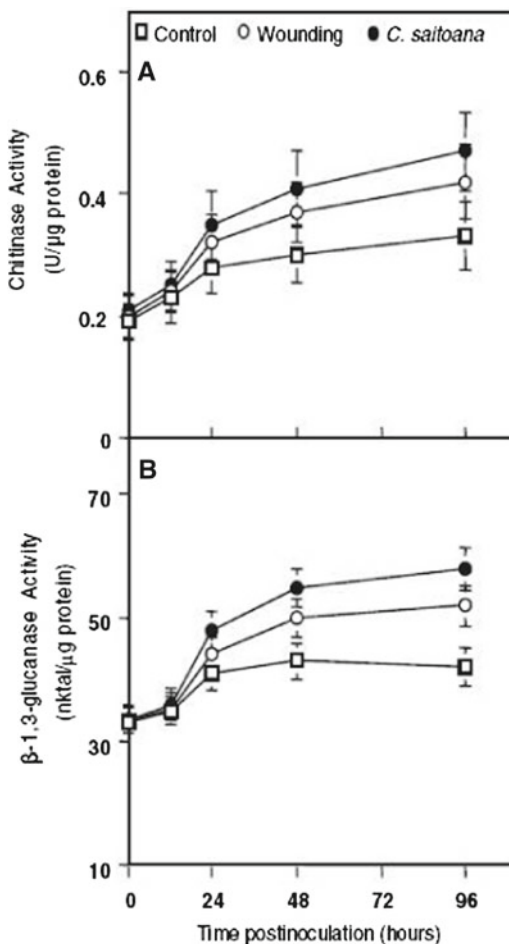 Control Wounding C. saitoana
A
0.6
0.4
0.2
0
Chitinase Activity
(U/µg protein)
B
70
50
30
10
β-1,3-glucanase Activity
(nktal/µg protein)
0 24 48 72 96
Time postinoculation (hours)